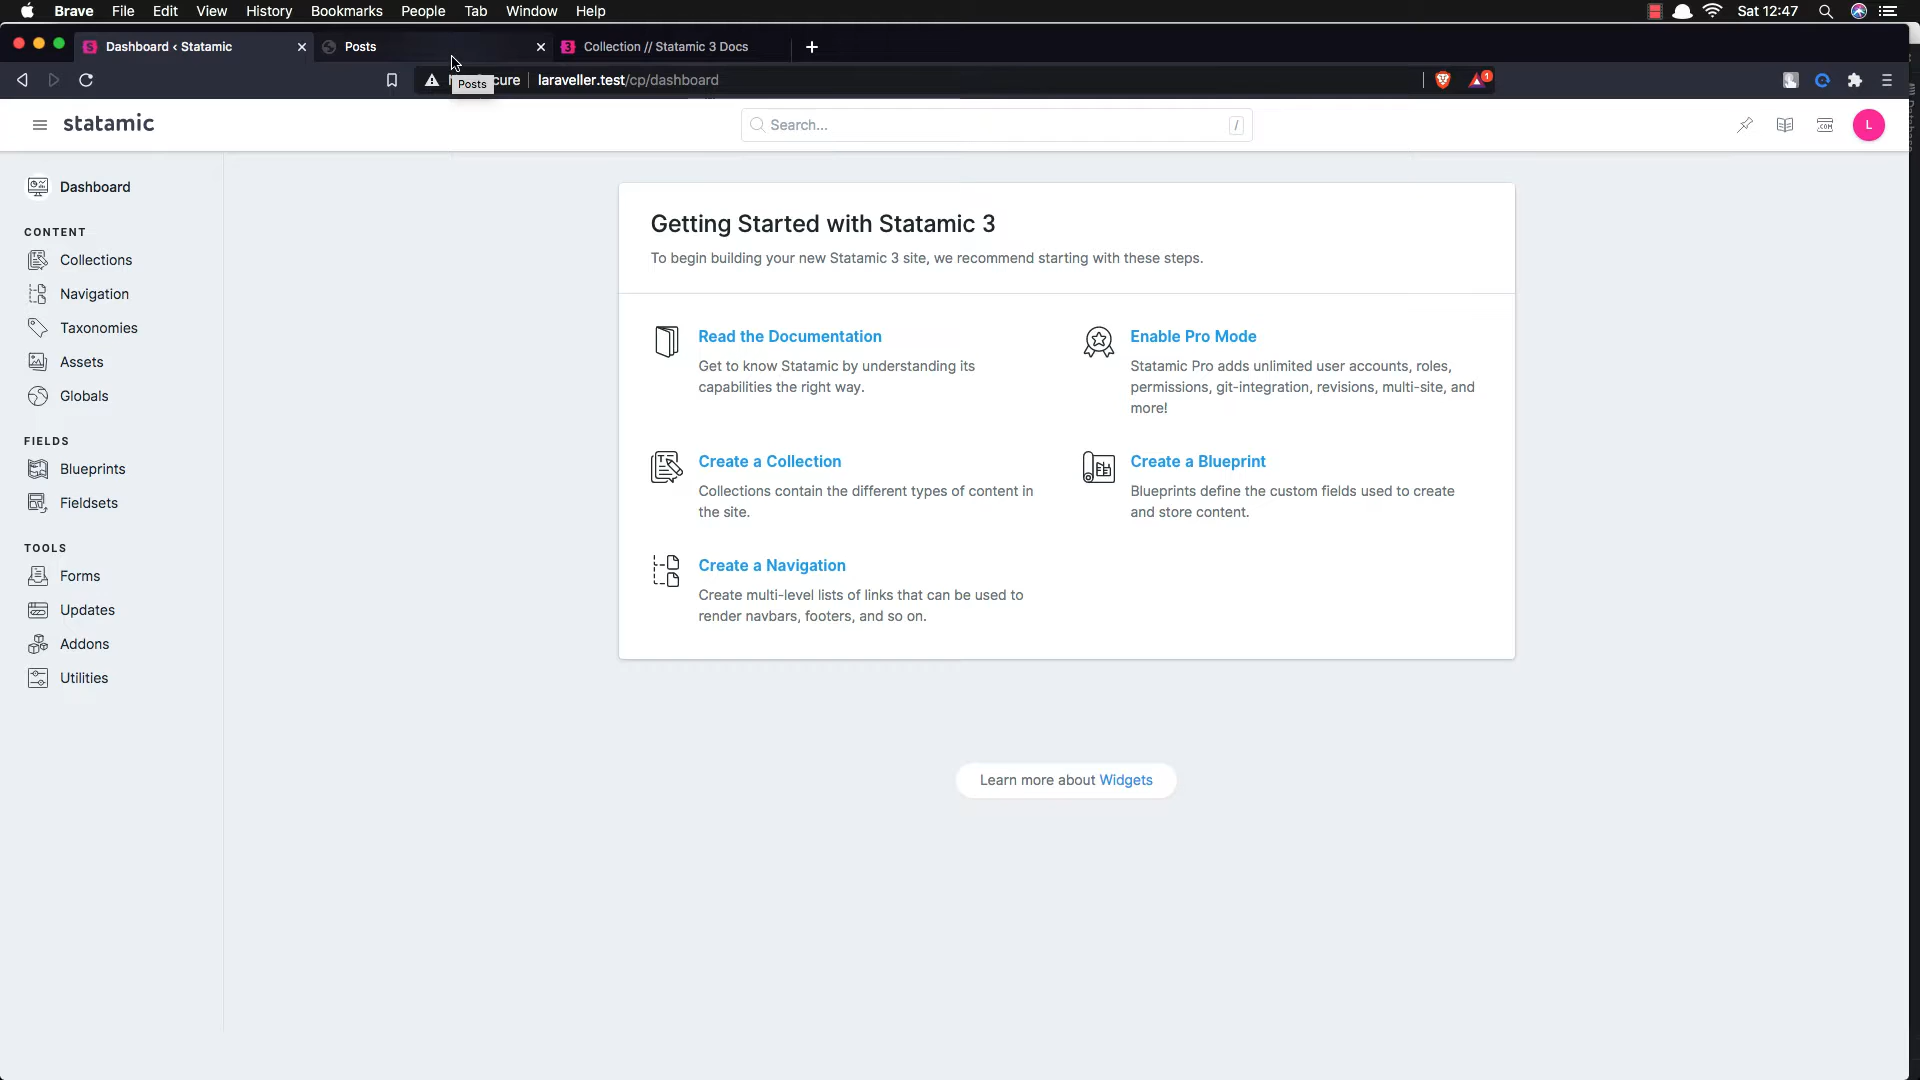 Brave File Edit View History Bookmarks People Tab Window Help Sat 12:47
Dashboard ‹ Statamic Posts Collection // Statamic 3 Docs
cure laraveller.test/cp/dashboard 1
Posts
statamic Search... / .COM L
Dashboard
CONTENT
Collections
Navigation
Taxonomies
Assets
Globals
FIELDS
Blueprints
Fieldsets
TOOLS
Forms
Updates
Addons
Utilities
Getting Started with Statamic 3
To begin building your new Statamic 3 site, we recommend starting with these steps.
Read the Documentation
Get to know Statamic by understanding its
capabilities the right way.
Enable Pro Mode
Statamic Pro adds unlimited user accounts, roles,
permissions, git-integration, revisions, multi-site, and
more!
Create a Collection
Collections contain the different types of content in
the site.
Create a Blueprint
Blueprints define the custom fields used to create
and store content.
Create a Navigation
Create multi-level lists of links that can be used to
render navbars, footers, and so on.
Learn more about Widgets